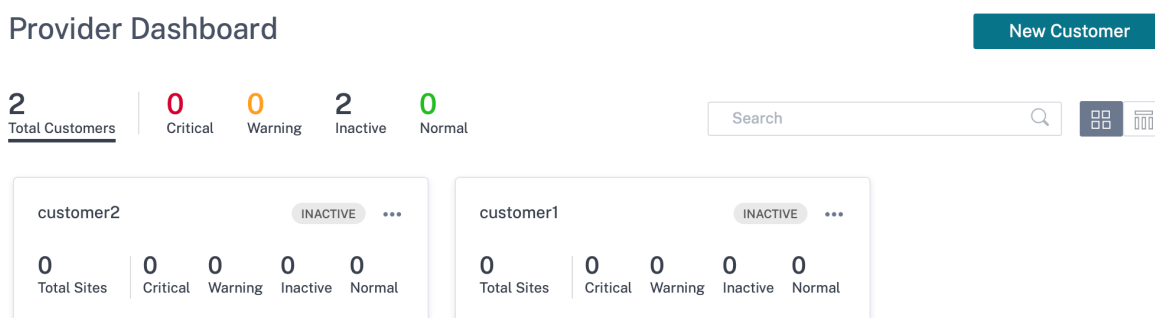 Provider Dashboard
New Customer
2 0 0 2 0
Total Customers Critical Warning Inactive Normal
Search
customer2 INACTIVE
0 0 0 0 0
Total Sites Critical Warning Inactive Normal
customer1 INACTIVE
0 0 0 0 0
Total Sites Critical Warning Inactive Normal